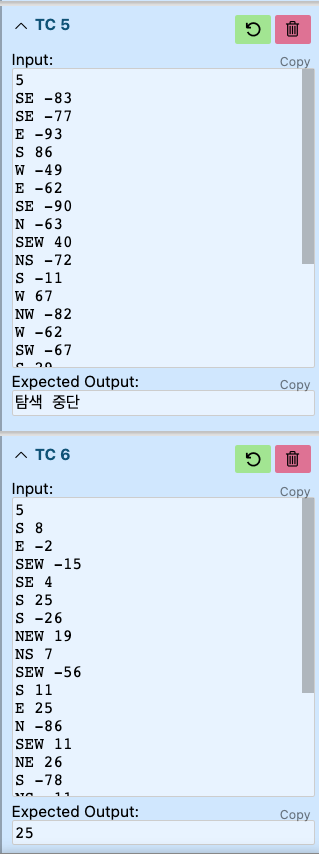 TC 5
Input:
Copy
5
SE -83
SE -77
E -93
S 86
W -49
E -62
SE -90
N -63
SEW 40
NS -72
S -11
W 67
NW -82
W -62
SW -67
Expected Output:
Copy
탐색 중단
TC 6
Input:
Copy
5
S 8
E -2
SEW -15
SE 4
S 25
S -26
NEW 19
NS 7
SEW -56
S 11
E 25
N -86
SEW 11
NE 26
S -78
Expected Output:
Copy
25